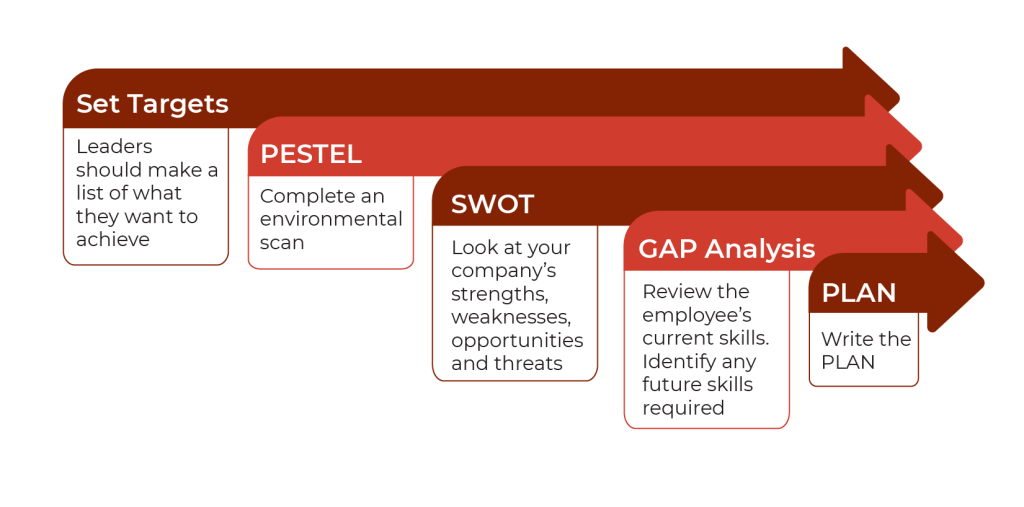 Set Targets
Leaders
should make a
list of what
they want to
achieve
PESTEL
Complete an
environmental
scan
SWOT
Look at your
company’s
strengths,
weaknesses,
opportunities
and threats
GAP Analysis
Review the
employee’s
current skills.
Identify any
future skills
required
PLAN
Write the
PLAN